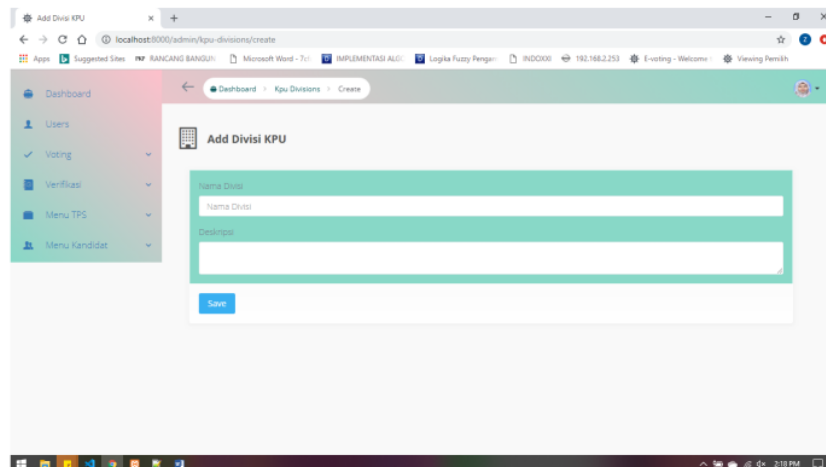 Add Divisi KPU
localhost:8000/admin/kpu-divisions/create
Apps Suggested Sites RANCANG BANGUN Microsoft Word - 7 IMPLEMENTASI ALG Logika Fuzzy Pengan INDOXXI 192.168.2.253 E-voting - Welcome Viewing Pemilih
Dashboard
Users
Voting
Verifikasi
Menu TPS
Menu Kandidat
Dashboard > Kpu Divisions > Create
Add Divisi KPU
Nama Divisi
Nama Divisi
Deskripsi
Save
2:18 PM